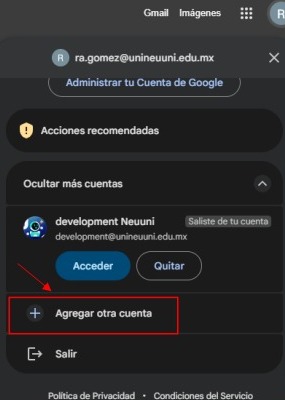 Gmail Imágenes
R
R ra.gomez@unineuuni.edu.mx
Administrar tu Cuenta de Google
Acciones recomendadas
Ocultar más cuentas
development Neuuni Saliste de tu cuenta
development@unineuuni.edu.mx
Acceder Quitar
Agregar otra cuenta
Salir
Política de Privacidad • Condiciones del Servicio